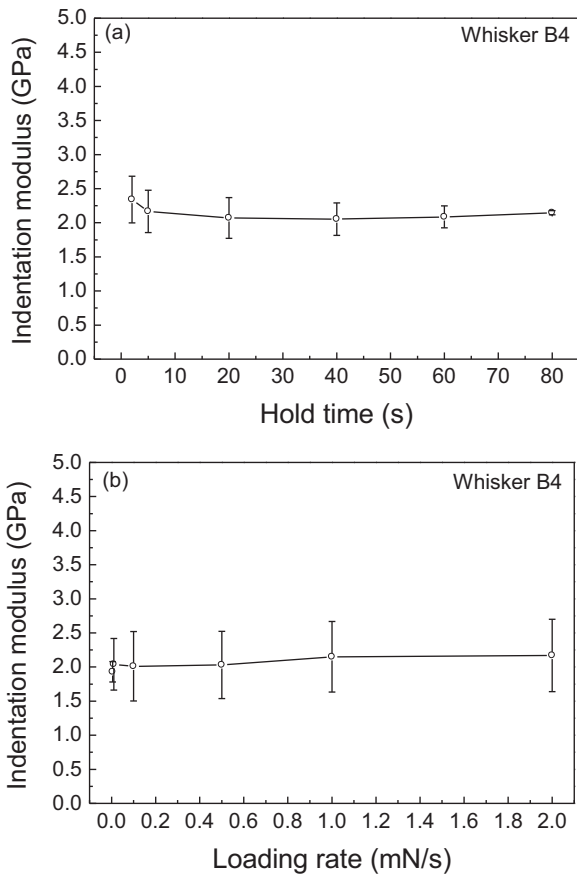 (a)
Whisker B4
5.0
4.5
4.0
3.5
3.0
2.5
2.0
1.5
1.0
0.5
0.0
Indentation modulus (GPa)
0 10 20 30 40 50 60 70 80
Hold time (s)
(b)
Whisker B4
5.0
4.5
4.0
3.5
3.0
2.5
2.0
1.5
1.0
0.5
0.0
Indentation modulus (GPa)
0.0 0.2 0.4 0.6 0.8 1.0 1.2 1.4 1.6 1.8 2.0
Loading rate (mN/s)